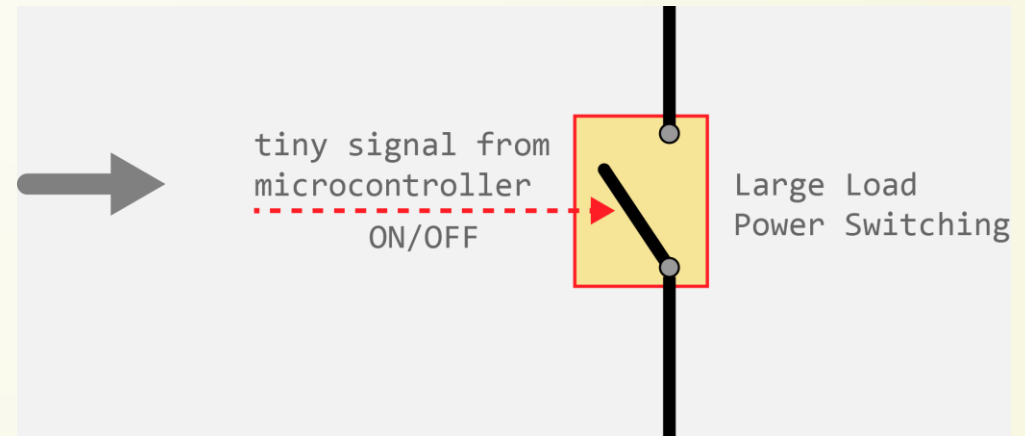 tiny signal from
microcontroller
ON/OFF
Large Load
Power Switching